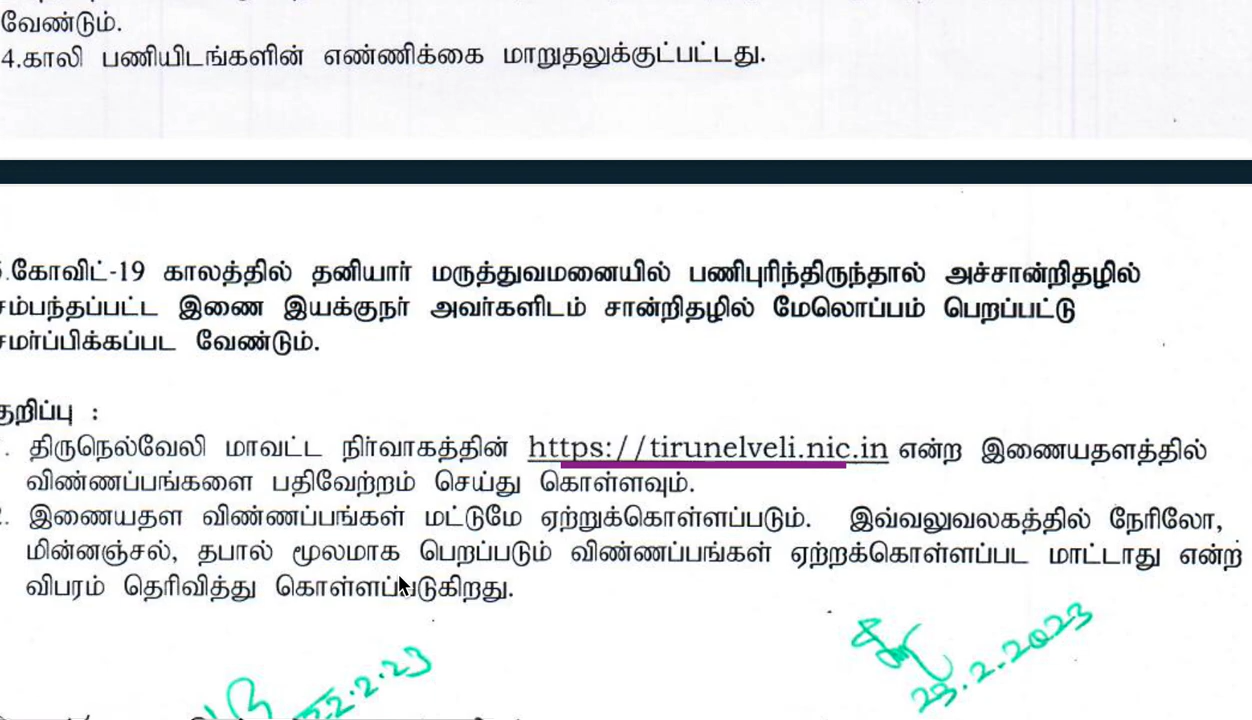 வேண்டும்.
4.காலி பணியிடங்களின் எண்ணிக்கை மாறுதலுக்குட்பட்டது.
5.கோவிட்-19 காலத்தில் தனியார் மருத்துவமனையில் பணிபுரிந்திருந்தால் அச்சான்றிதழில்
சம்பந்தப்பட்ட இணை இயக்குநர் அவர்களிடம் சான்றிதழில் மேலொப்பம் பெறப்பட்டு
சமர்ப்பிக்கப்பட வேண்டும்.
குறிப்பு :
1. திருநெல்வேலி மாவட்ட நிர்வாகத்தின் https://tirunelveli.nic.in என்ற இணையதளத்தில்
விண்ணப்பங்களை பதிவேற்றம் செய்து கொள்ளவும்.
2. இணையதள விண்ணப்பங்கள் மட்டுமே ஏற்றுக்கொள்ளப்படும். இவ்வலுவலகத்தில் நேரிலோ,
மின்னஞ்சல், தபால் மூலமாக பெறப்படும் விண்ணப்பங்கள் ஏற்றக்கொள்ளப்பட மாட்டாது என்ற
விபரம் தெரிவித்து கொள்ளப்படுகிறது.
22.2.23
23.2.2023